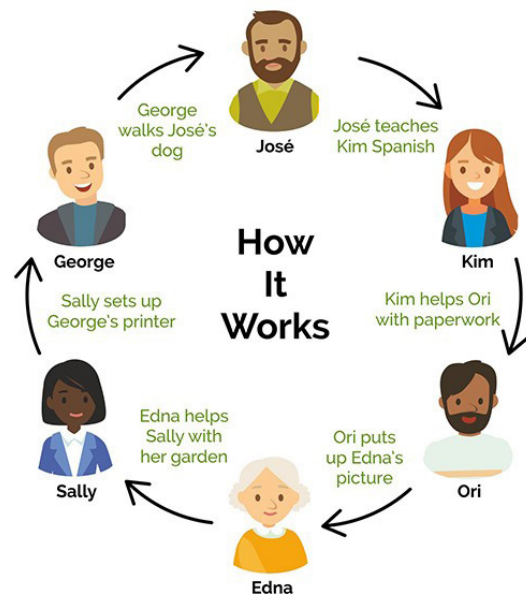 José
George
walks José's
dog
José teaches
Kim Spanish
Kim
Kim helps Ori
with paperwork
Ori
Ori puts
up Edna's
picture
Edna
Edna helps
Sally with
her garden
Sally
Sally sets up
George's printer
George
How
It
Works